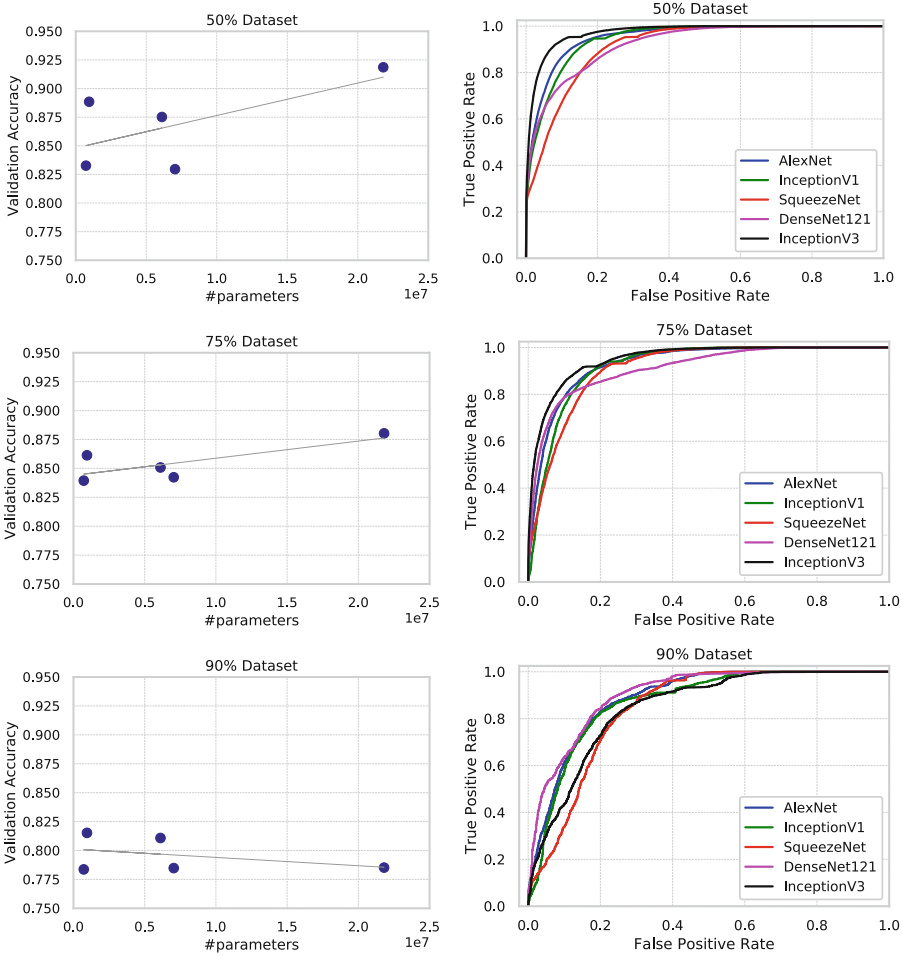 50% Dataset
0.950
0.925
0.900
0.875
0.850
0.825
0.800
0.775
0.750
Validation Accuracy
0.0 0.5 1.0 1.5 2.0 2.5
#parameters
1e7
50% Dataset
1.0
0.8
0.6
0.4
0.2
0.0
True Positive Rate
AlexNet
InceptionV1
SqueezeNet
DenseNet121
InceptionV3
0.0 0.2 0.4 0.6 0.8 1.0
False Positive Rate
75% Dataset
0.950
0.925
0.900
0.875
0.850
0.825
0.800
0.775
0.750
Validation Accuracy
0.0 0.5 1.0 1.5 2.0 2.5
#parameters
1e7
75% Dataset
1.0
0.8
0.6
0.4
0.2
0.0
True Positive Rate
AlexNet
InceptionV1
SqueezeNet
DenseNet121
InceptionV3
0.0 0.2 0.4 0.6 0.8 1.0
False Positive Rate
90% Dataset
0.950
0.925
0.900
0.875
0.850
0.825
0.800
0.775
0.750
Validation Accuracy
0.0 0.5 1.0 1.5 2.0 2.5
#parameters
1e7
90% Dataset
1.0
0.8
0.6
0.4
0.2
0.0
True Positive Rate
AlexNet
InceptionV1
SqueezeNet
DenseNet121
InceptionV3
0.0 0.2 0.4 0.6 0.8 1.0
False Positive Rate